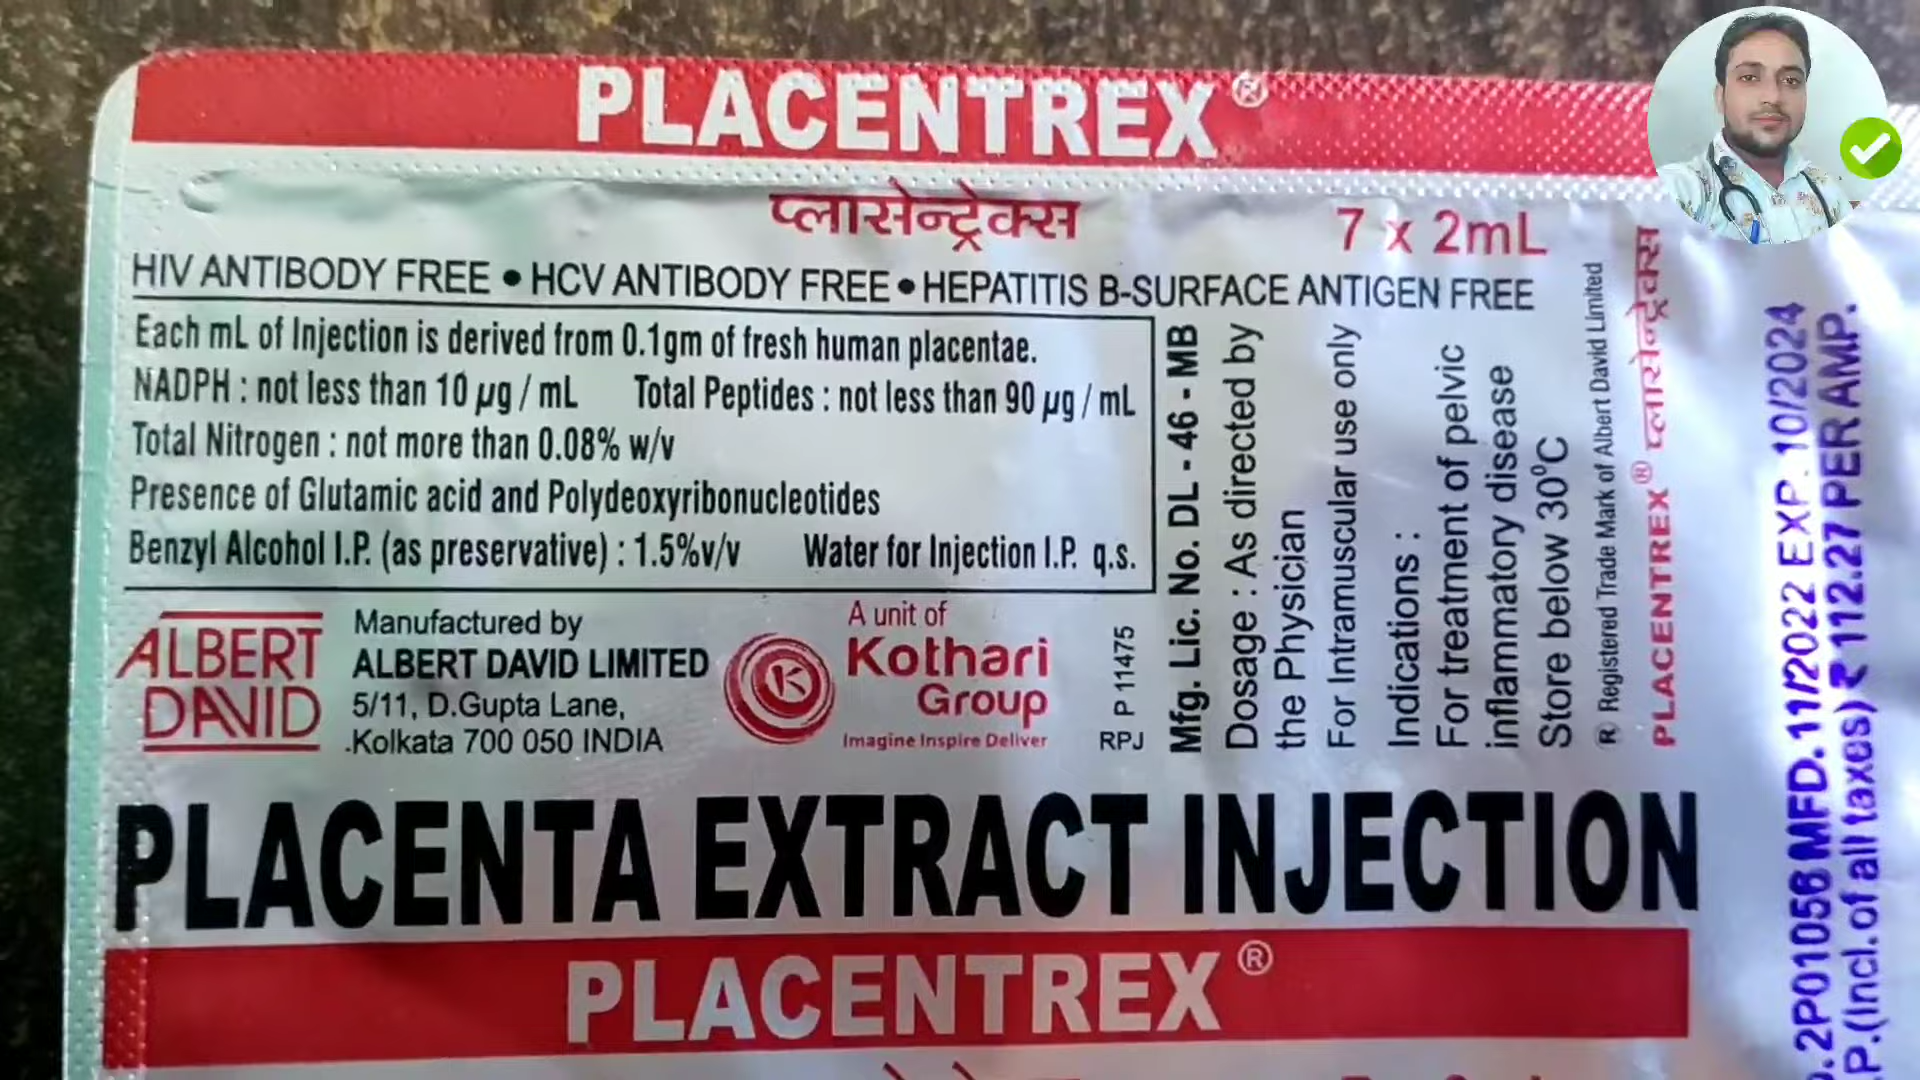 PLACENTREX®
प्लासेन्ट्रेक्स
7 x 2mL
HIV ANTIBODY FREE • HCV ANTIBODY FREE • HEPATITIS B-SURFACE ANTIGEN FREE
Each mL of Injection is derived from 0.1gm of fresh human placentae.
NADPH : not less than 10 µg / mL Total Peptides : not less than 90 µg / mL
Total Nitrogen : not more than 0.08% w/v
Presence of Glutamic acid and Polydeoxyribonucleotides
Benzyl Alcohol I.P. (as preservative) : 1.5%v/v Water for Injection I.P. q.s.
ALBERT
DAVID
Manufactured by
ALBERT DAVID LIMITED
5/11, D.Gupta Lane,
Kolkata 700 050 INDIA
K
A unit of
Kothari
Group
Imagine Inspire Deliver
RPJ P 11475
Mfg. Lic. No. DL - 46 - MB
Dosage : As directed by
the Physician
For Intramuscular use only
Indications :
For treatment of pelvic
inflammatory disease
Store below 30°C
® Registered Trade Mark of Albert David Limited
PLACENTREX® प्लासेन्ट्रेक्स
.2P01056 MFD. 11/2022 EXP. 10/2024
.P.(Incl. of all taxes) ₹ 112.27 PER AMP.
PLACENTA EXTRACT INJECTION
PLACENTREX®